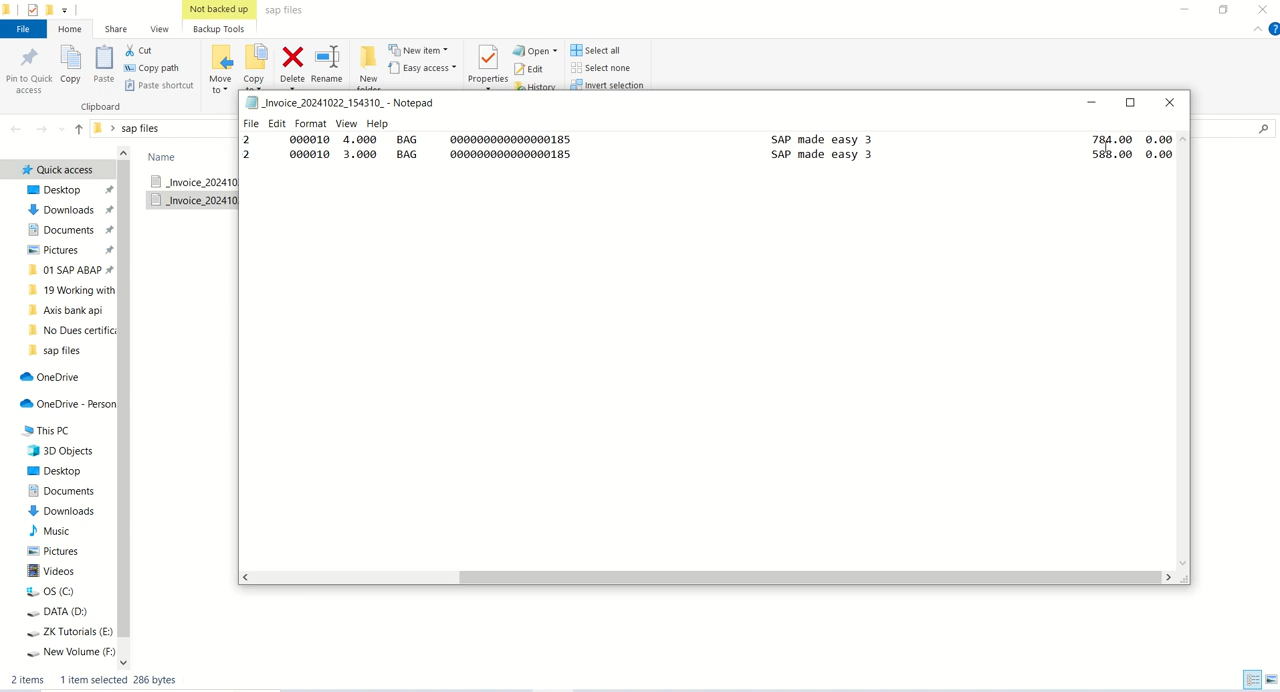 Not backed up sap files
File Home Share View Backup Tools
Pin to Quick access
Copy
Paste
Cut
Copy path
Paste shortcut
Clipboard
Move to
Copy
Delete
Rename
New
New item
Easy access
Properties
Open
Edit
History
Select all
Select none
Invert selection
sap files
Name
_Invoice_202410
_Invoice_202410
Quick access
Desktop
Downloads
Documents
Pictures
01 SAP ABAP
19 Working with
Axis bank api
No Dues certific
sap files
OneDrive
OneDrive - Person
This PC
3D Objects
Desktop
Documents
Downloads
Music
Pictures
Videos
OS (C:)
DATA (D:)
ZK Tutorials (E:)
New Volume (F:)
_Invoice_20241022_154310_ - Notepad
File Edit Format View Help
2 000010 4.000 BAG 000000000000000185 SAP made easy 3 784.00 0.00
2 000010 3.000 BAG 000000000000000185 SAP made easy 3 588.00 0.00
2 items 1 item selected 286 bytes